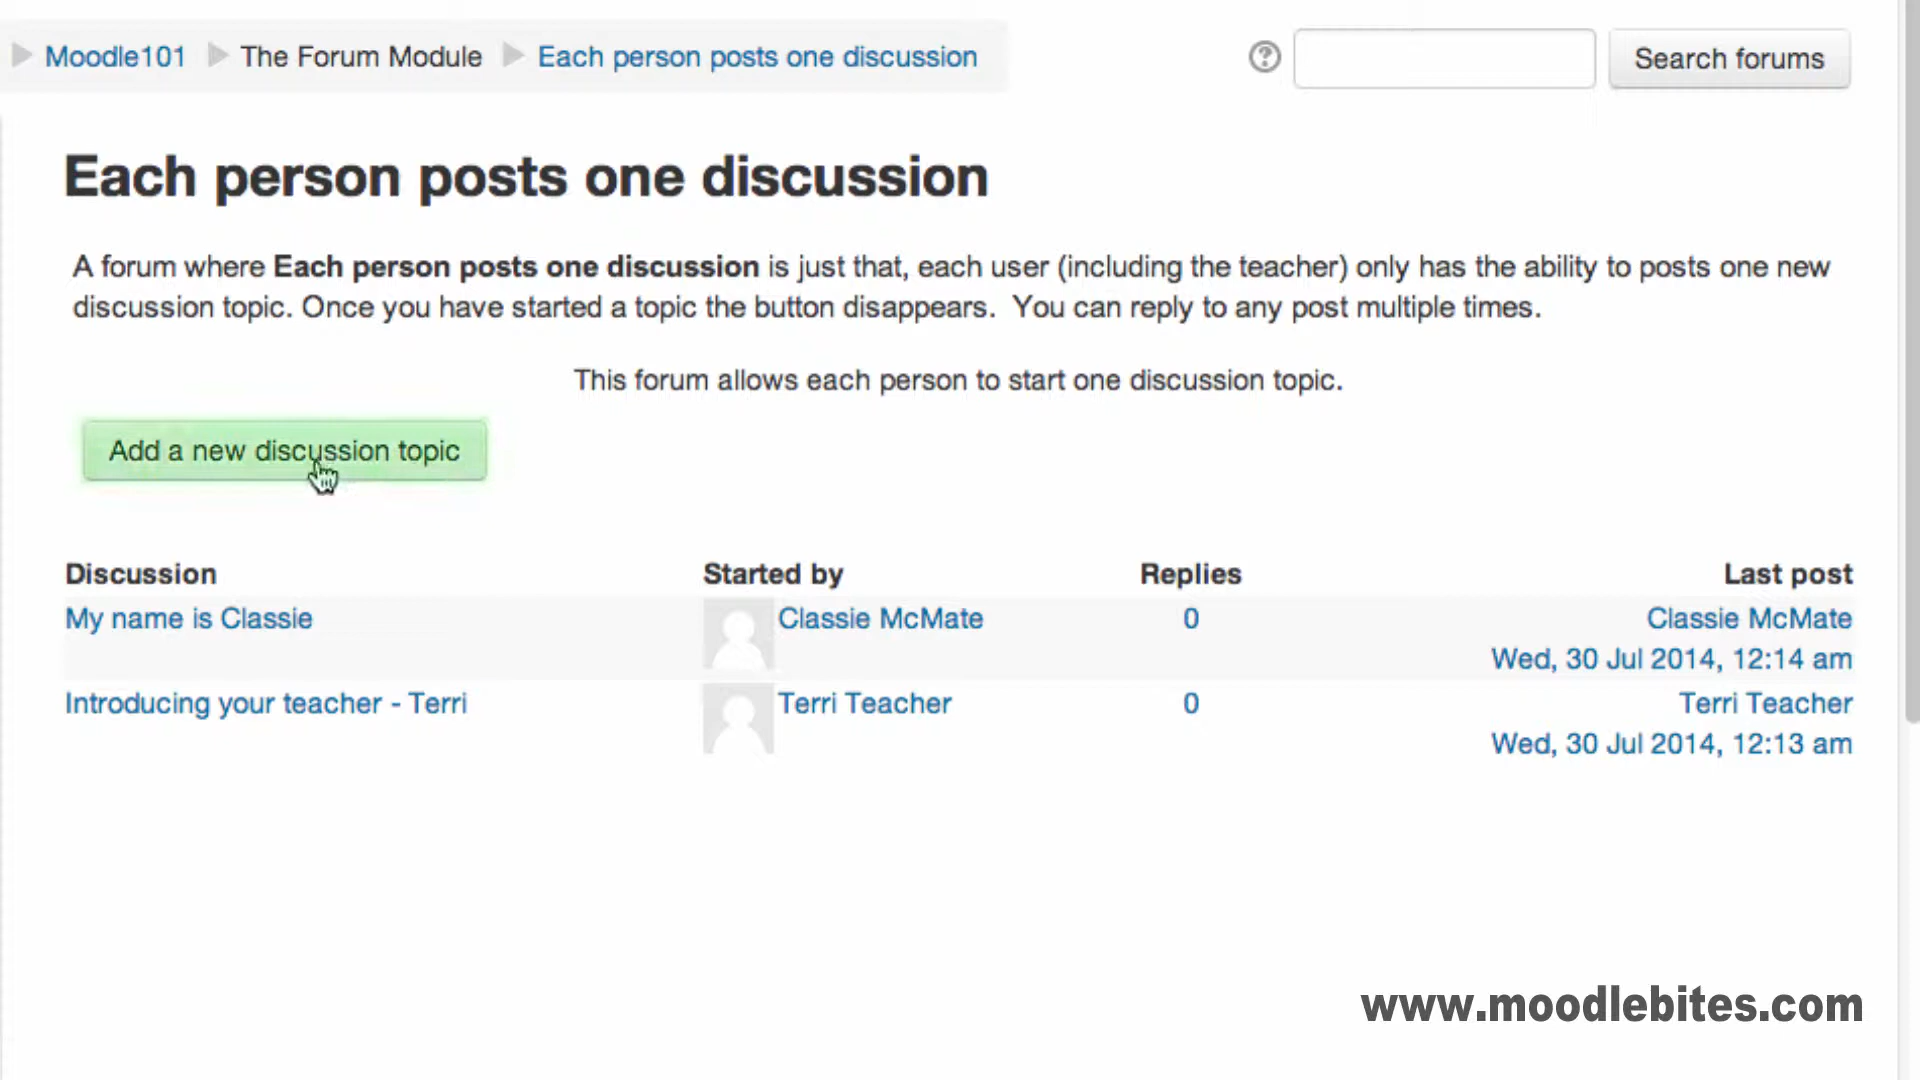 Moodle101 The Forum Module Each person posts one discussion
Search forums
Each person posts one discussion
A forum where Each person posts one discussion is just that, each user (including the teacher) only has the ability to posts one new
discussion topic. Once you have started a topic the button disappears. You can reply to any post multiple times.
This forum allows each person to start one discussion topic.
Add a new discussion topic
Discussion Started by Replies Last post
My name is Classie Classie McMate 0 Classie McMate
Wed, 30 Jul 2014, 12:14 am
Introducing your teacher - Terri Terri Teacher 0 Terri Teacher
Wed, 30 Jul 2014, 12:13 am
www.moodlebites.com